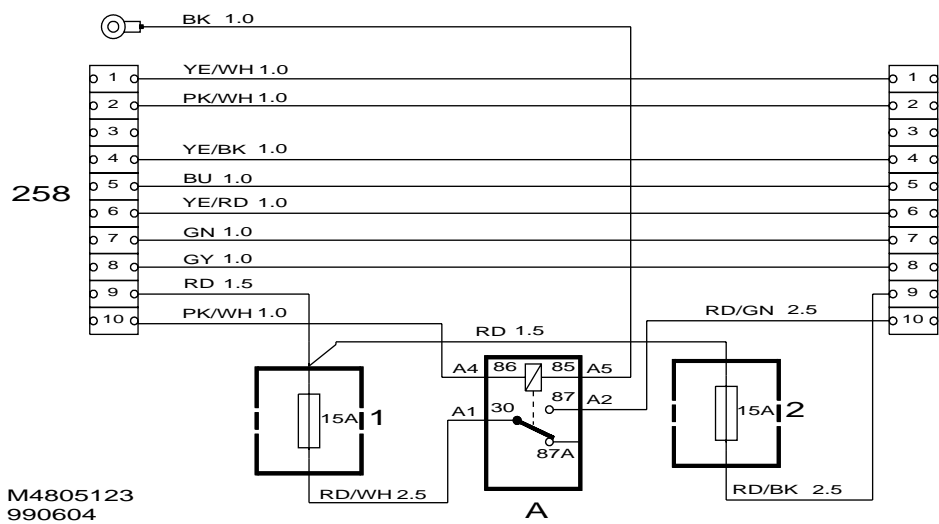 BK 1.0
1 YE/WH 1.0 1
2 PK/WH 1.0 2
3 3
4 YE/BK 1.0 4
258 5 BU 1.0 5
6 YE/RD 1.0 6
7 GN 1.0 7
8 GY 1.0 8
9 RD 1.5 9
10 PK/WH 1.0 RD/GN 2.5 10
RD 1.5
A4 86 85 A5
87 A2
A1 30
15A 1 15A 2
87A
RD/WH 2.5 RD/BK 2.5
M4805123
990604
A